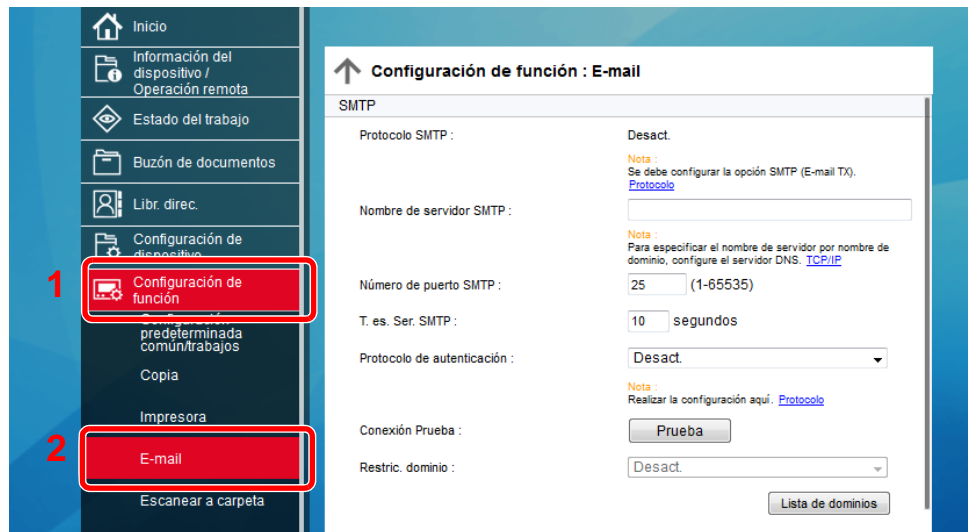 Inicio
Información del
dispositivo /
Operación remota
Estado del trabajo
Buzón de documentos
Libr. direc.
Configuración de
dispositivo
1
Configuración de
función
Configuración
predeterminada
común/trabajos
Copia
Impresora
2
E-mail
Escanear a carpeta
Configuración de función : E-mail
SMTP
Protocolo SMTP : Desact.
Nota :
Se debe configurar la opción SMTP (E-mail TX).
Protocolo
Nombre de servidor SMTP :
Nota :
Para especificar el nombre de servidor por nombre de
dominio, configure el servidor DNS. TCP/IP
Número de puerto SMTP : 25 (1-65535)
T. es. Ser. SMTP : 10 segundos
Protocolo de autenticación : Desact.
Nota :
Realizar la configuración aquí. Protocolo
Conexión Prueba : Prueba
Restric. dominio : Desact.
Lista de dominios